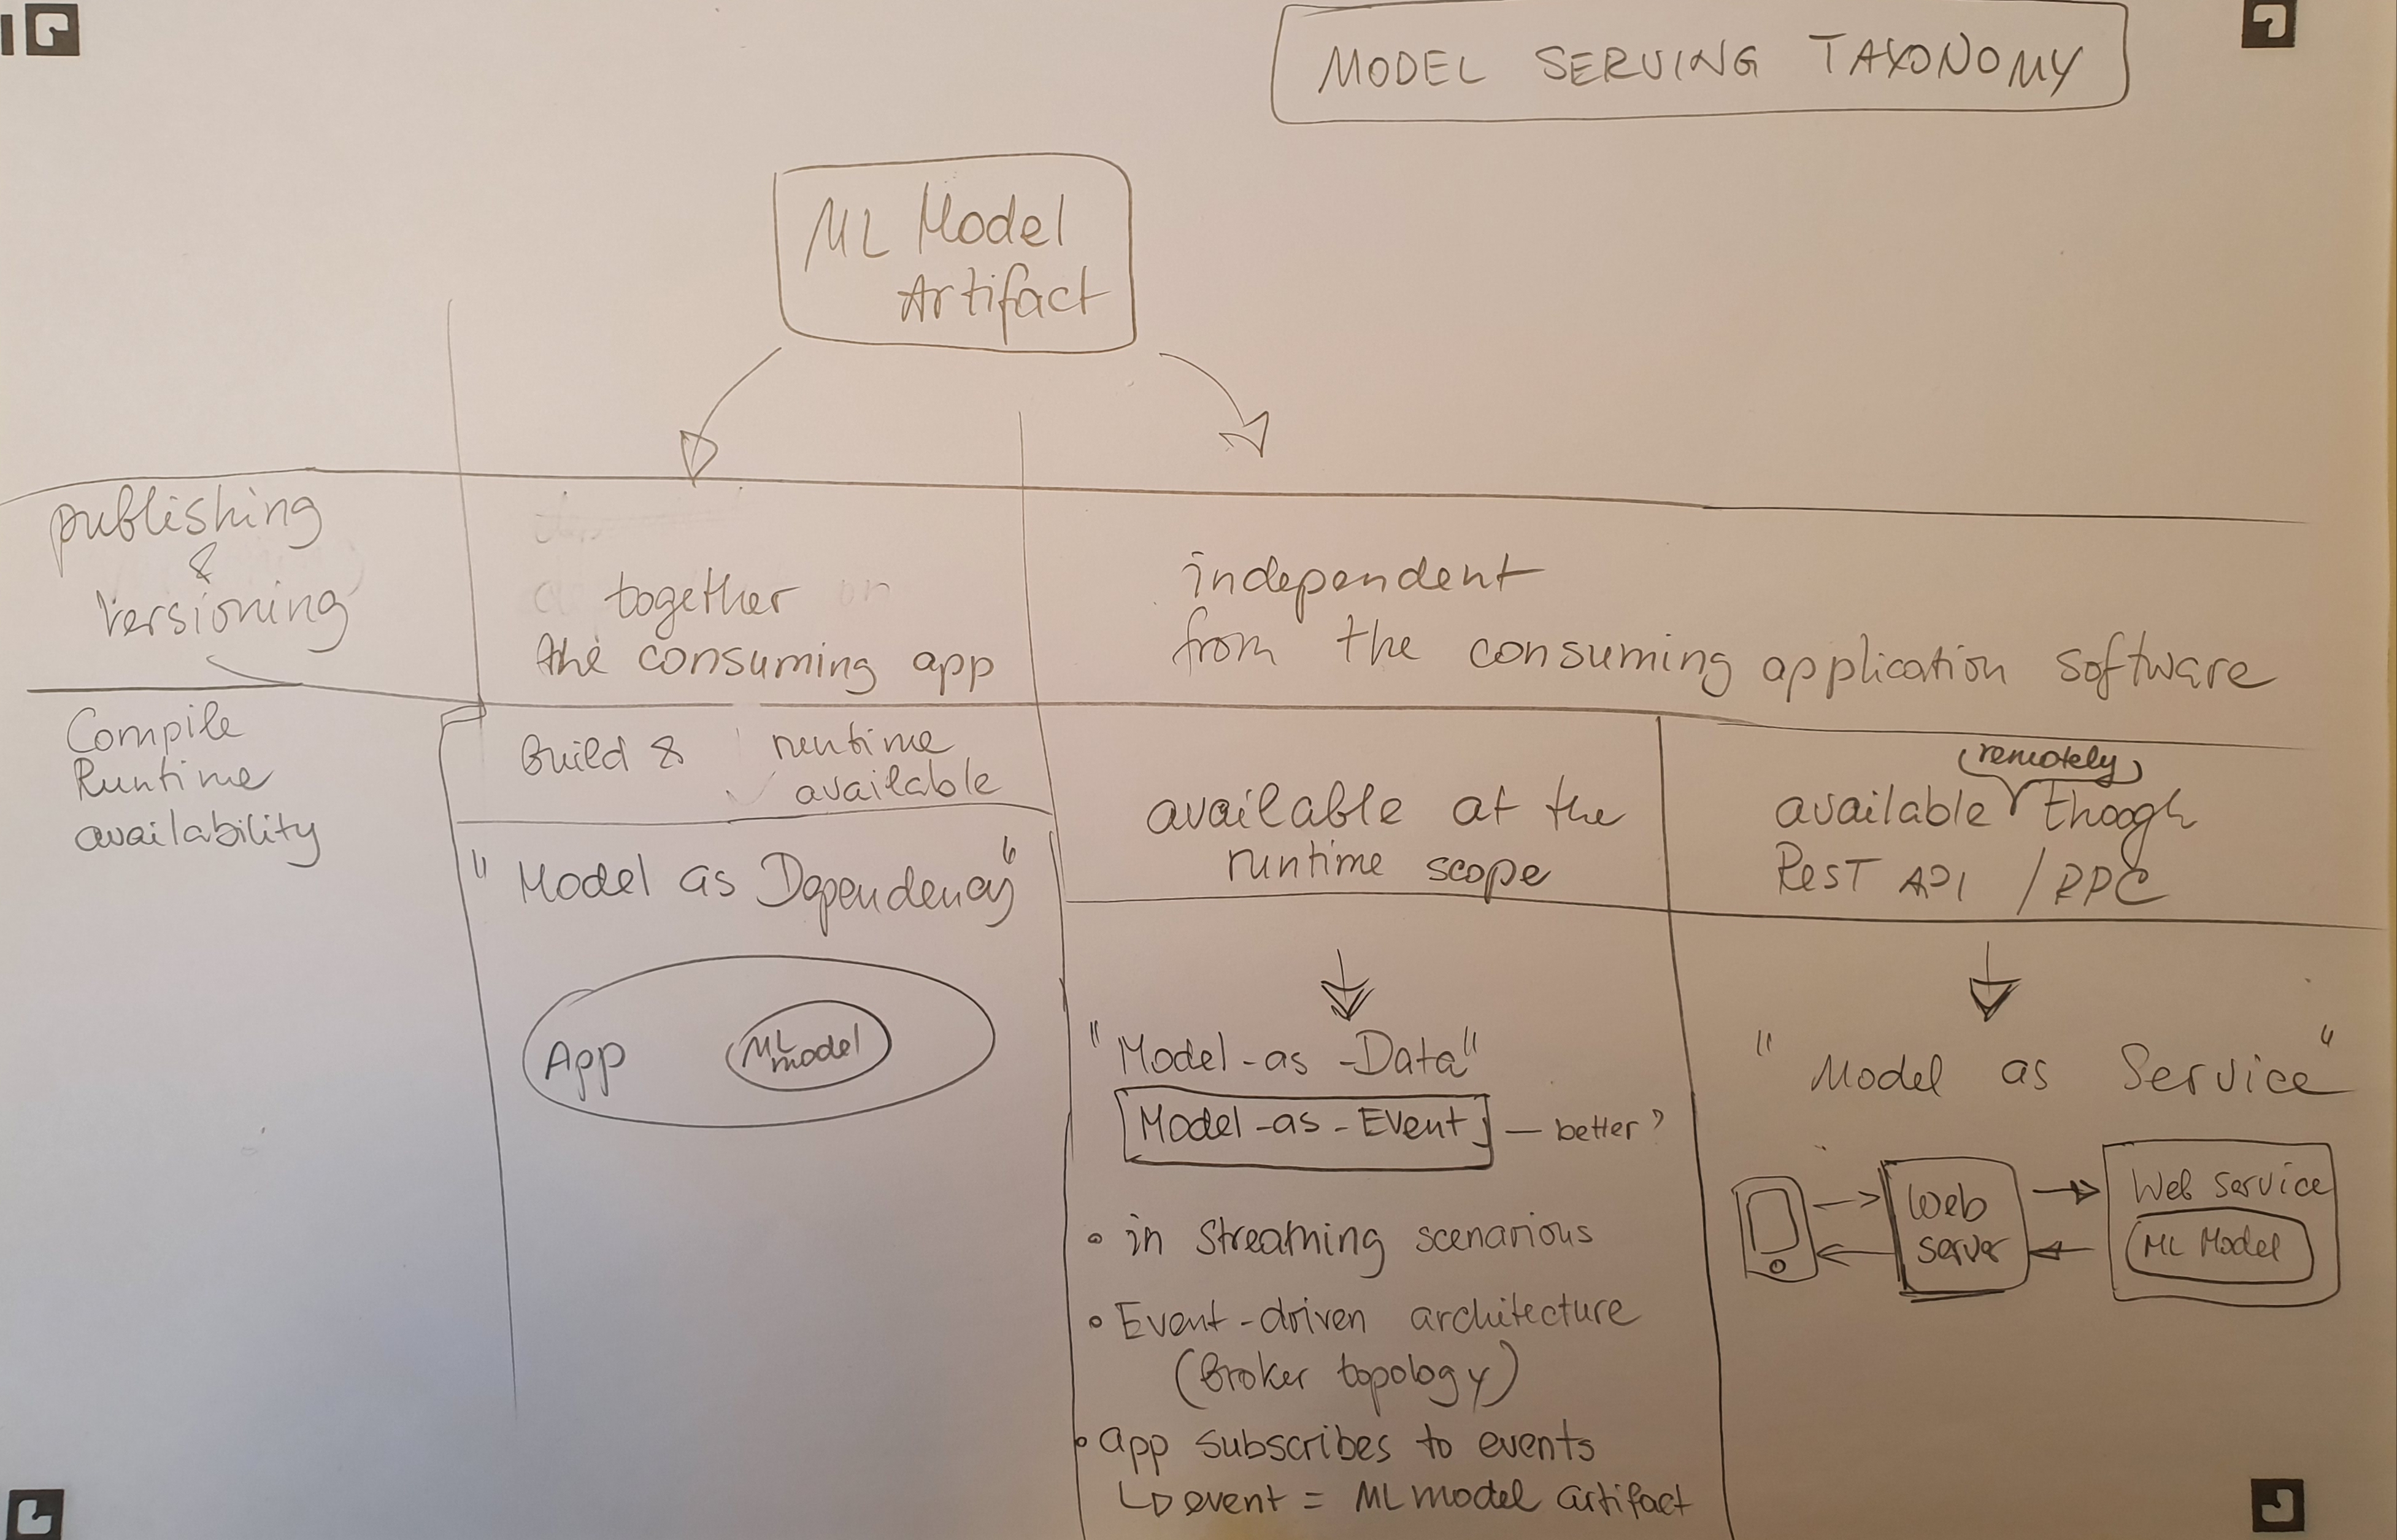 MODEL SERVING TAXONOMY
ML Model
Artifact
publishing
&
versioning
together
the consuming app
independent
from the consuming application software
Compile
Runtime
availability
Build & runtime
available
available at the
runtime scope
(remotely)
available though
REST API / RPC
"Model as Dependency"
App
ML
model
"Model-as-Data"
Model-as-Event — better?
• in streaming scenarious
• Event-driven architecture
(Broker topology)
• app subscribes to events
↳ event = ML model artifact
"Model as Service"
Web
server
Web service
ML Model